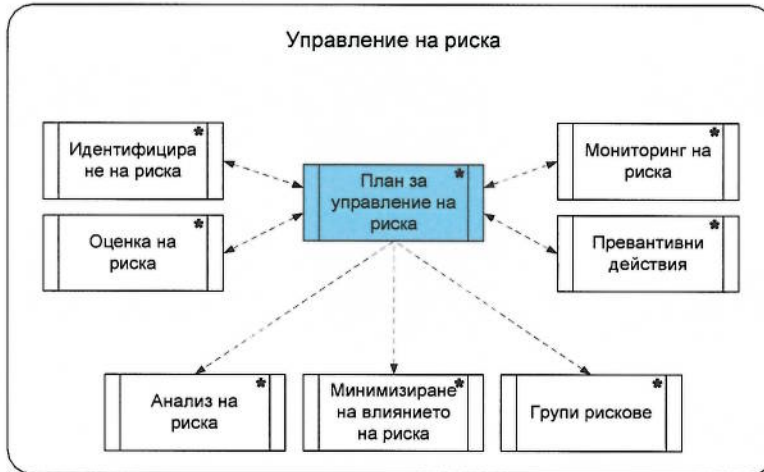 Управление на риска
*
Идентифицира
не на риска
*
План за
управление на
риска
*
Мониторинг на
риска
*
Оценка на
риска
*
Превантивни
действия
*
Анализ на
риска
*
Минимизиране
на влиянието
на риска
*
Групи рискове